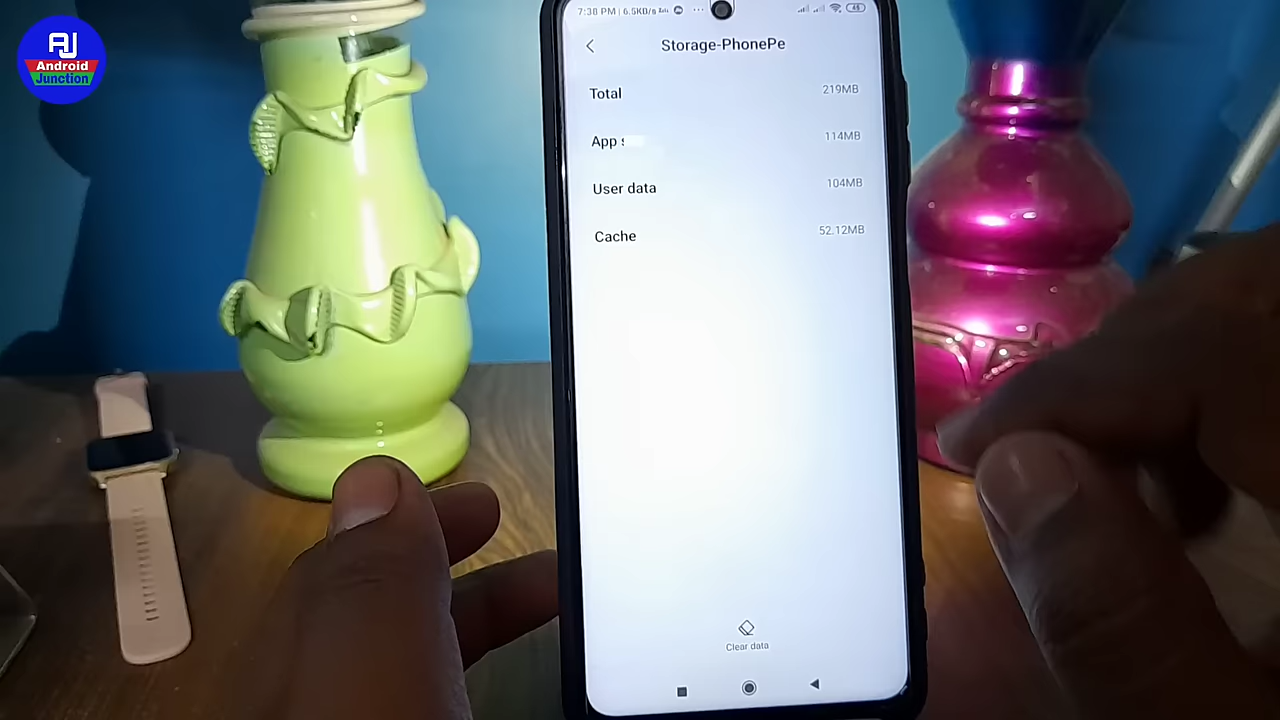 AJ
Android
Junction
7:38 PM | 6.5KB/s ... 46
Storage-PhonePe
Total 219MB
App 114MB
User data 104MB
Cache 52.12MB
Clear data